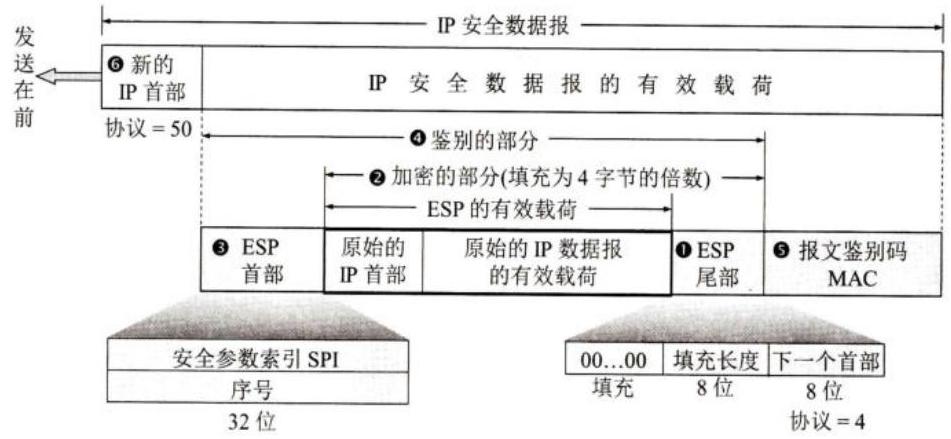 IP 安全数据报
发送在前
❻ 新的
IP 首部
IP 安全数据报的有效载荷
协议 = 50
❹ 鉴别的部分
❷ 加密的部分(填充为 4 字节的倍数)
ESP 的有效载荷
❸ ESP
首部
原始的
IP 首部
原始的 IP 数据报
的有效载荷
❶ ESP
尾部
❺ 报文鉴别码
MAC
安全参数索引 SPI
序号
32 位
00…00
填充长度
下一个首部
填充
8 位
8 位
协议 = 4